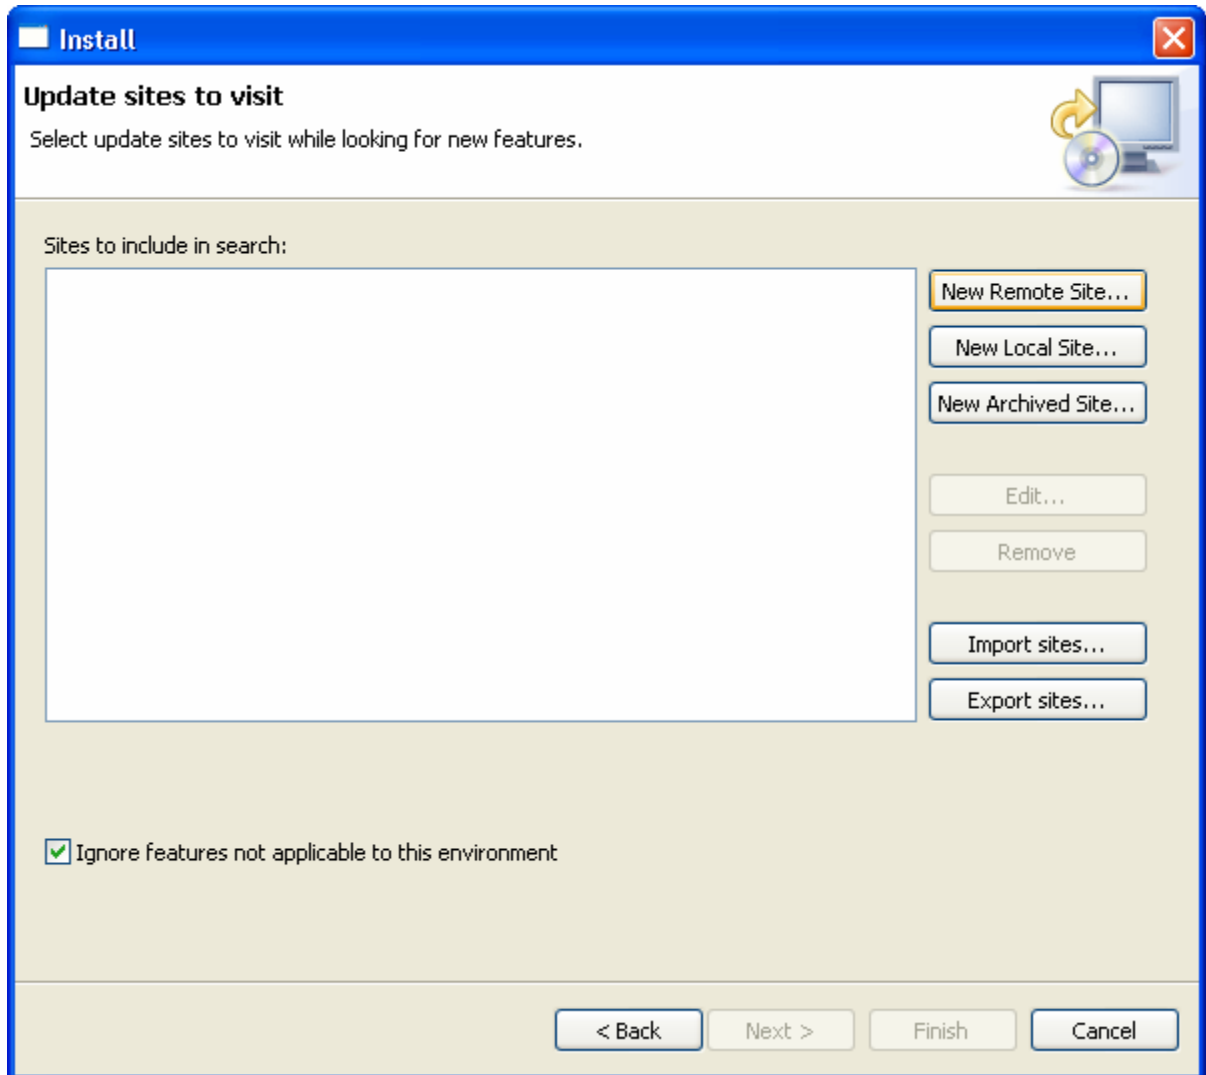 Install
Update sites to visit
Select update sites to visit while looking for new features.
Sites to include in search:
New Remote Site...
New Local Site...
New Archived Site...
Edit...
Remove
Import sites...
Export sites...
Ignore features not applicable to this environment
< Back
Next >
Finish
Cancel